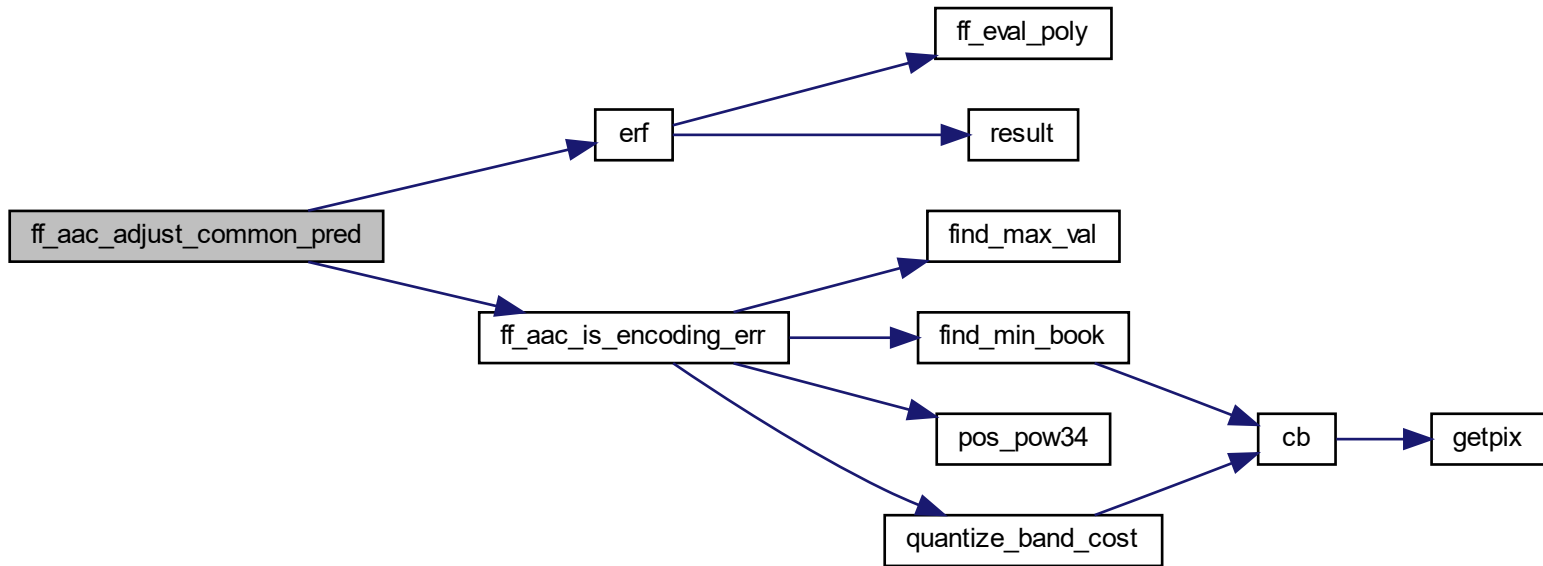 ff_eval_poly
erf
result
ff_aac_adjust_common_pred
find_max_val
ff_aac_is_encoding_err
find_min_book
pos_pow34
cb
getpix
quantize_band_cost